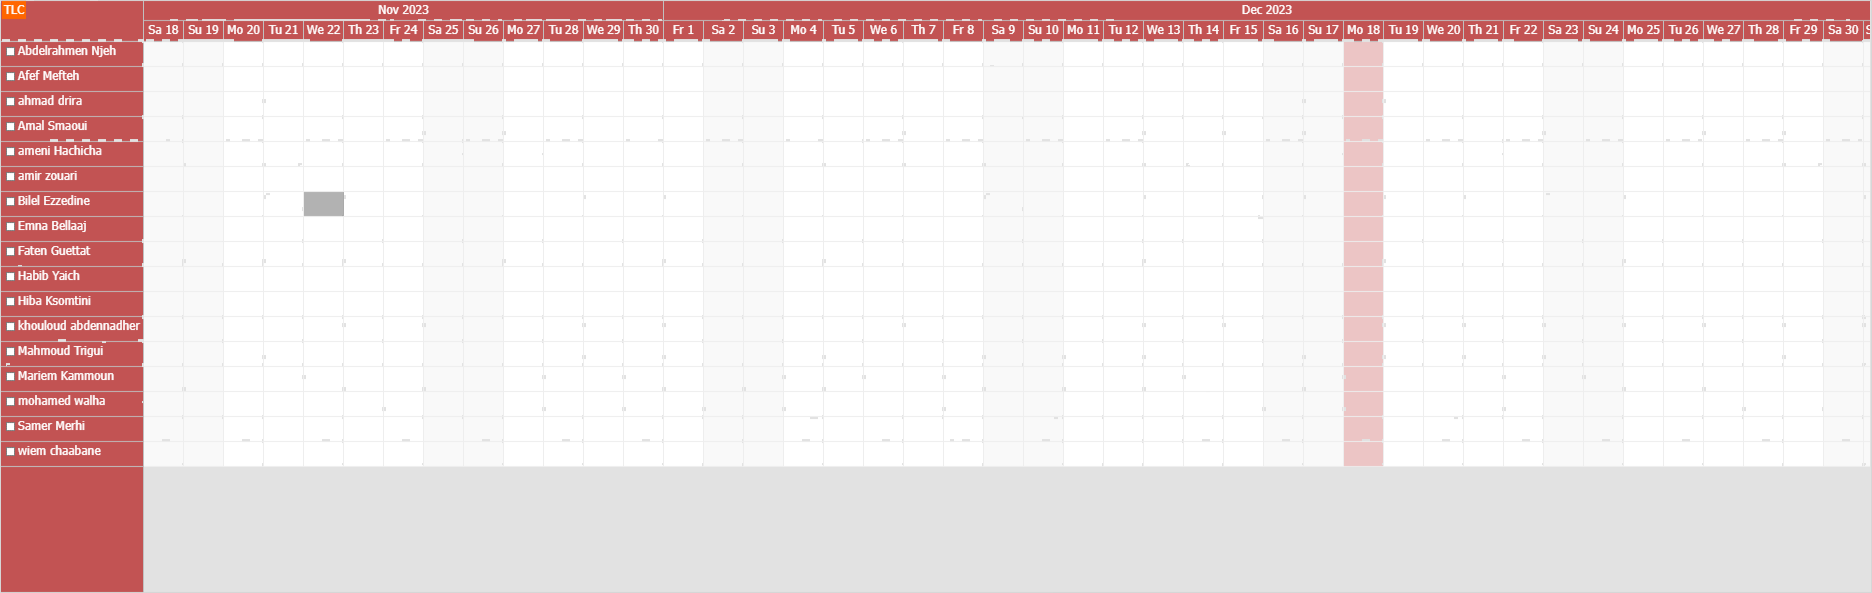 TLC
Nov 2023 Dec 2023
Sa 18 Su 19 Mo 20 Tu 21 We 22 Th 23 Fr 24 Sa 25 Su 26 Mo 27 Tu 28 We 29 Th 30 Fr 1 Sa 2 Su 3 Mo 4 Tu 5 We 6 Th 7 Fr 8 Sa 9 Su 10 Mo 11 Tu 12 We 13 Th 14 Fr 15 Sa 16 Su 17 Mo 18 Tu 19 We 20 Th 21 Fr 22 Sa 23 Su 24 Mo 25 Tu 26 We 27 Th 28 Fr 29 Sa 30
Abdelrahmen Njeh
Afef Mefteh
ahmad drira
Amal Smaoui
ameni Hachicha
amir zouari
Bilel Ezzedine
Emna Bellaaj
Faten Guettat
Habib Yaich
Hiba Ksomtini
khouloud abdennadher
Mahmoud Trigui
Mariem Kammoun
mohamed walha
Samer Merhi
wiem chaabane